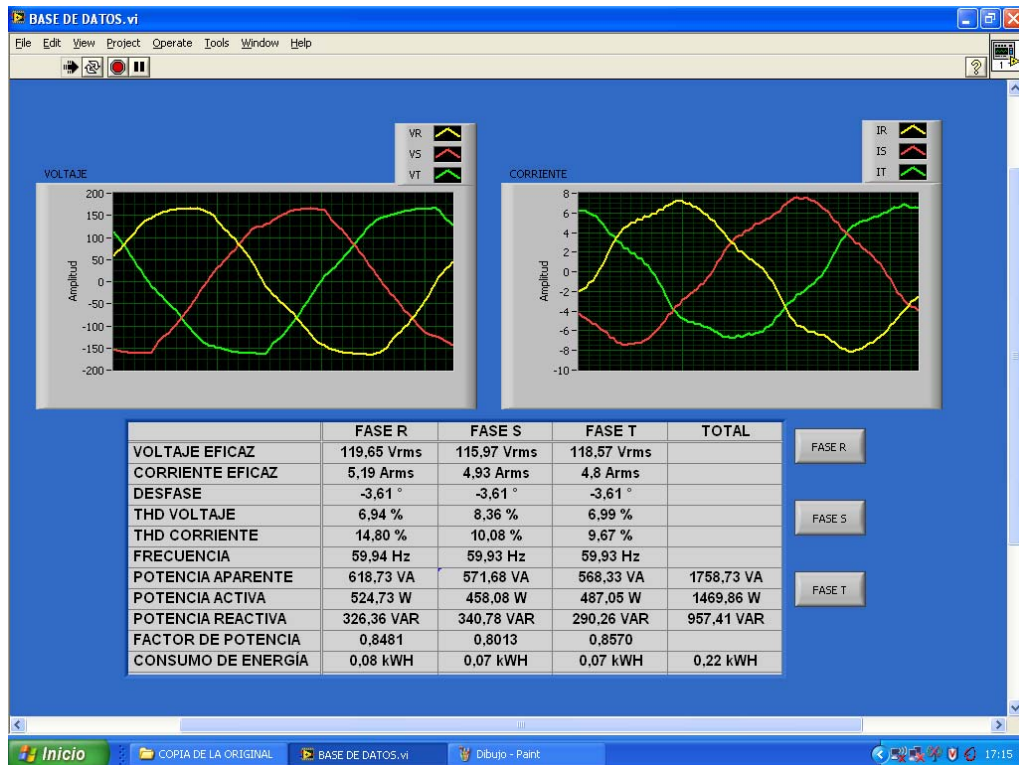 BASE DE DATOS.vi
File Edit View Project Operate Tools Window Help
1
VR
VS
VT
VOLTAJE
200
150
100
50
0
-50
-100
-150
-200
Amplitud
IR
IS
IT
CORRIENTE
8
6
4
2
0
-2
-4
-6
-8
-10
Amplitud
FASE R FASE S FASE T TOTAL
VOLTAJE EFICAZ 119,65 Vrms 115,97 Vrms 118,57 Vrms
CORRIENTE EFICAZ 5,19 Arms 4,93 Arms 4,8 Arms
DESFASE -3,61 ° -3,61 ° -3,61 °
THD VOLTAJE 6,94 % 8,36 % 6,99 %
THD CORRIENTE 14,80 % 10,08 % 9,67 %
FRECUENCIA 59,94 Hz 59,93 Hz 59,93 Hz
POTENCIA APARENTE 618,73 VA 571,68 VA 568,33 VA 1758,73 VA
POTENCIA ACTIVA 524,73 W 458,08 W 487,05 W 1469,86 W
POTENCIA REACTIVA 326,36 VAR 340,78 VAR 290,26 VAR 957,41 VAR
FACTOR DE POTENCIA 0,8481 0,8013 0,8570
CONSUMO DE ENERGÍA 0,08 kWH 0,07 kWH 0,07 kWH 0,22 kWH
FASE R
FASE S
FASE T
Inicio COPIA DE LA ORIGINAL BASE DE DATOS.vi Dibujo - Paint 17:15